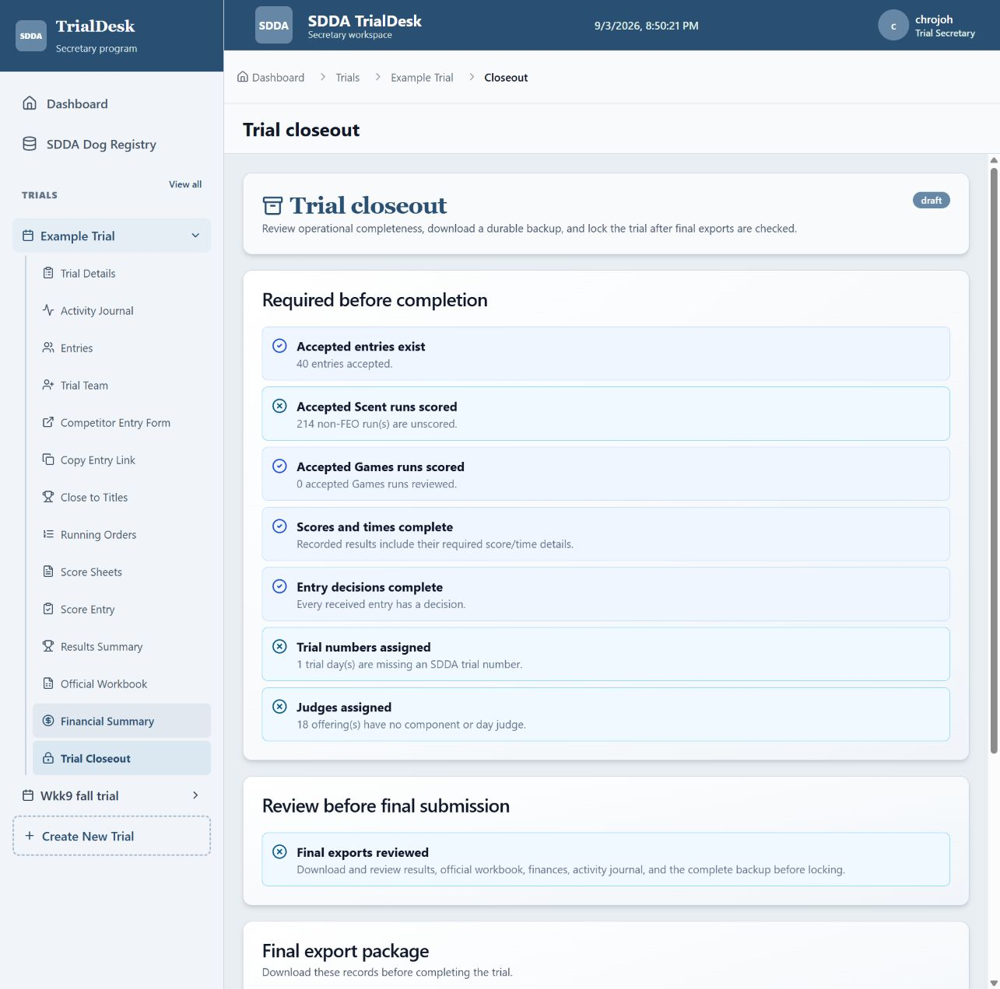 SDDA
TrialDesk
Secretary program
Dashboard
SDDA Dog Registry
TRIALS
View all
Example Trial
Trial Details
Activity Journal
Entries
Trial Team
Competitor Entry Form
Copy Entry Link
Close to Titles
Running Orders
Score Sheets
Score Entry
Results Summary
Official Workbook
Financial Summary
Trial Closeout
Wkk9 fall trial
+ Create New Trial
SDDA
SDDA TrialDesk
Secretary workspace
9/3/2026, 8:50:21 PM
c
chrojoh
Trial Secretary
Dashboard > Trials > Example Trial > Closeout
Trial closeout
Trial closeout
draft
Review operational completeness, download a durable backup, and lock the trial after final exports are checked.
Required before completion
Accepted entries exist
40 entries accepted.
Accepted Scent runs scored
214 non-FEO run(s) are unscored.
Accepted Games runs scored
0 accepted Games runs reviewed.
Scores and times complete
Recorded results include their required score/time details.
Entry decisions complete
Every received entry has a decision.
Trial numbers assigned
1 trial day(s) are missing an SDDA trial number.
Judges assigned
18 offering(s) have no component or day judge.
Review before final submission
Final exports reviewed
Download and review results, official workbook, finances, activity journal, and the complete backup before locking.
Final export package
Download these records before completing the trial.